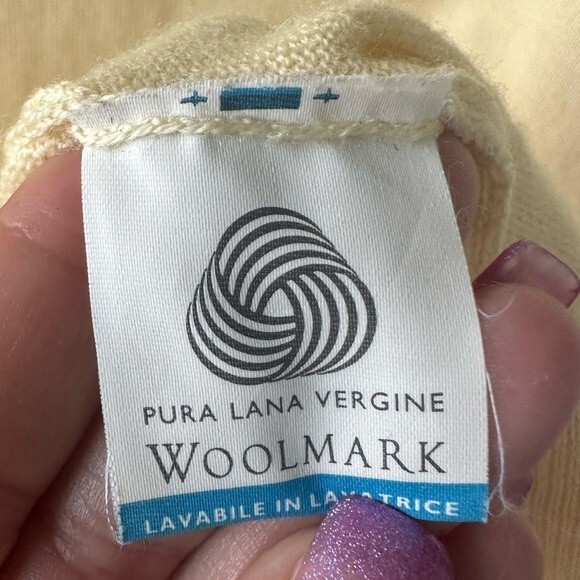 PURA LANA VERGINE
WOOLMARK
LAVABILE IN LAVATRICE